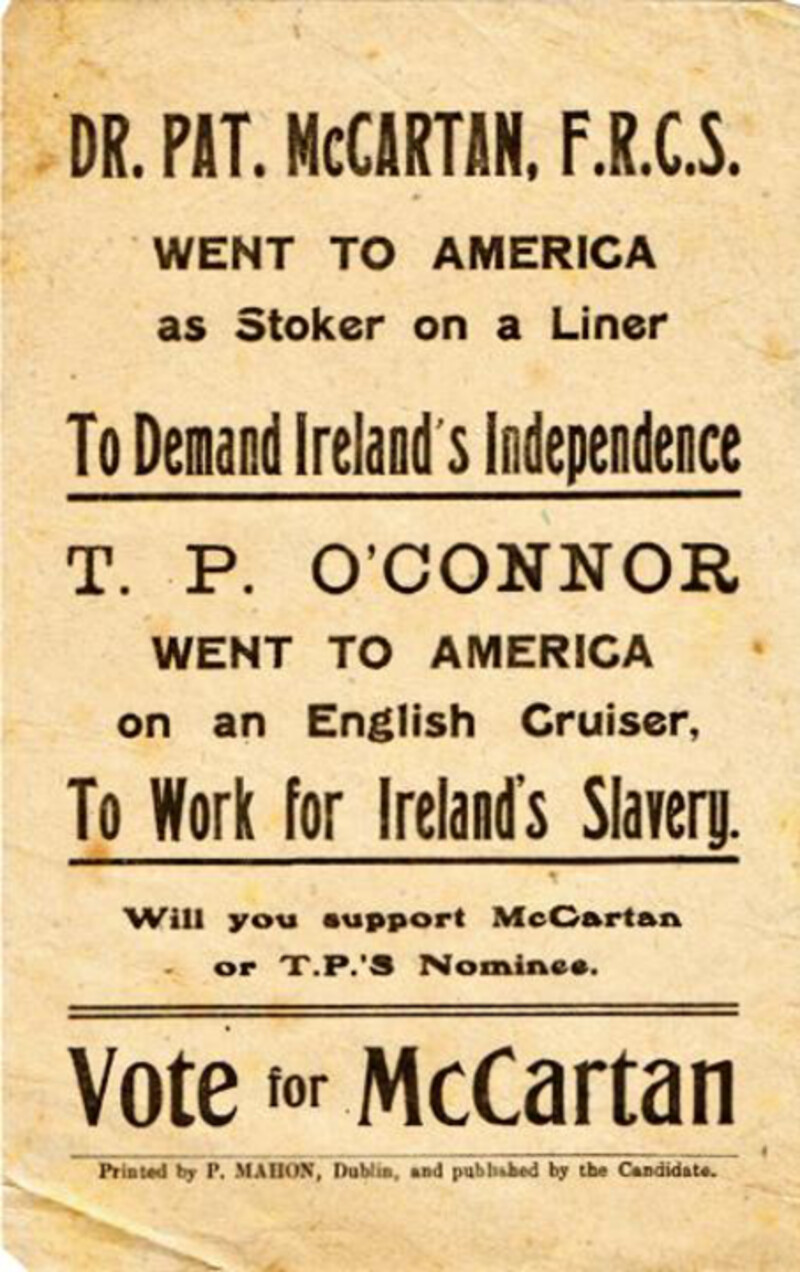 DR. PAT. McCARTAN, F.R.C.S.
WENT TO AMERICA
as Stoker on a Liner
To Demand Ireland's Independence
T. P. O'CONNOR
WENT TO AMERICA
on an English Cruiser,
To Work for Ireland's Slavery.
Will you support McCartan
or T.P.'S Nominee.
Vote for McCartan
Printed by P. MAHON, Dublin, and published by the Candidate.